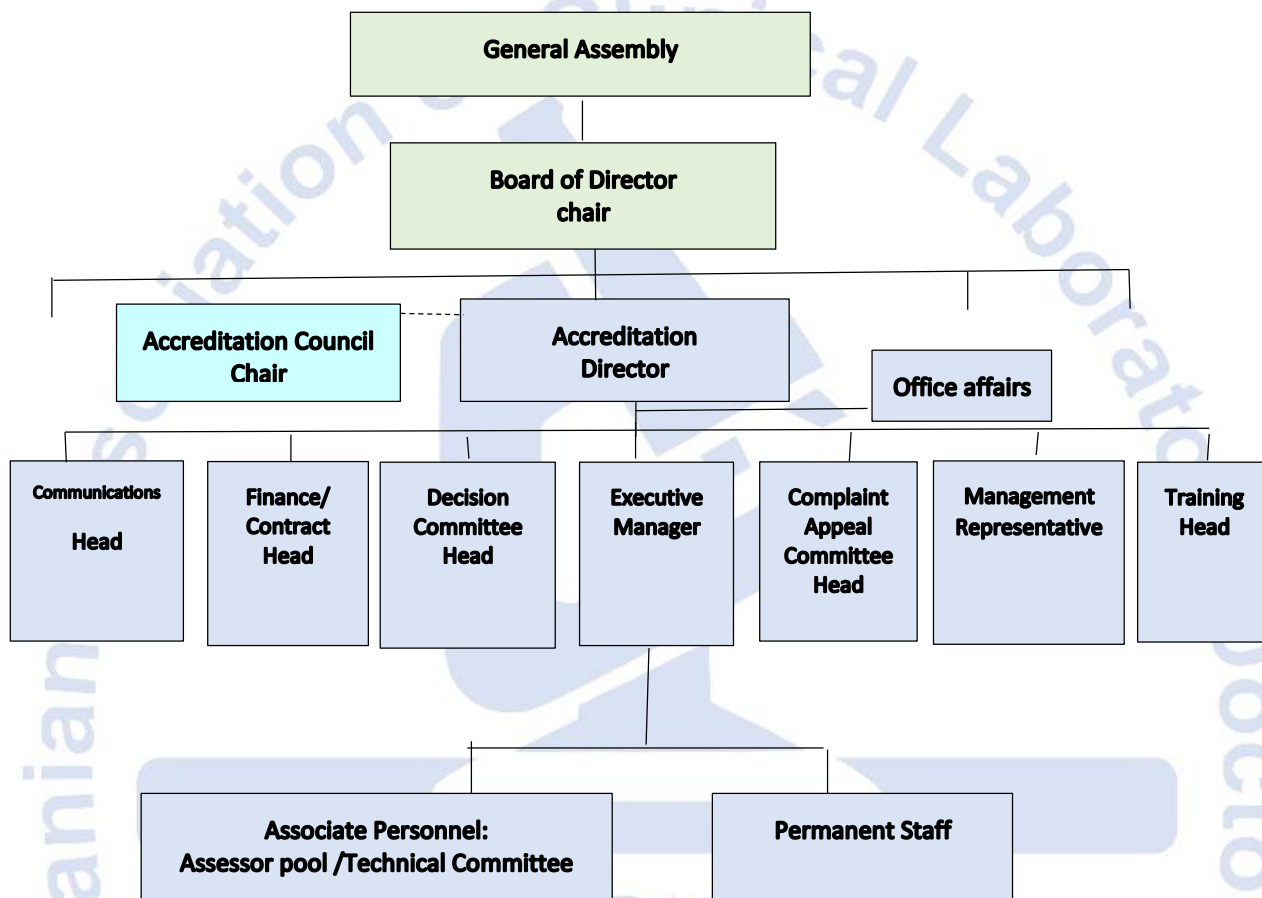 General Assembly
Board of Director
chair
Accreditation Council
Chair
Accreditation
Director
Office affairs
Communications
Head
Finance/
Contract
Head
Decision
Committee
Head
Executive
Manager
Complaint
Appeal
Committee
Head
Management
Representative
Training
Head
Associate Personnel:
Assessor pool /Technical Committee
Permanent Staff